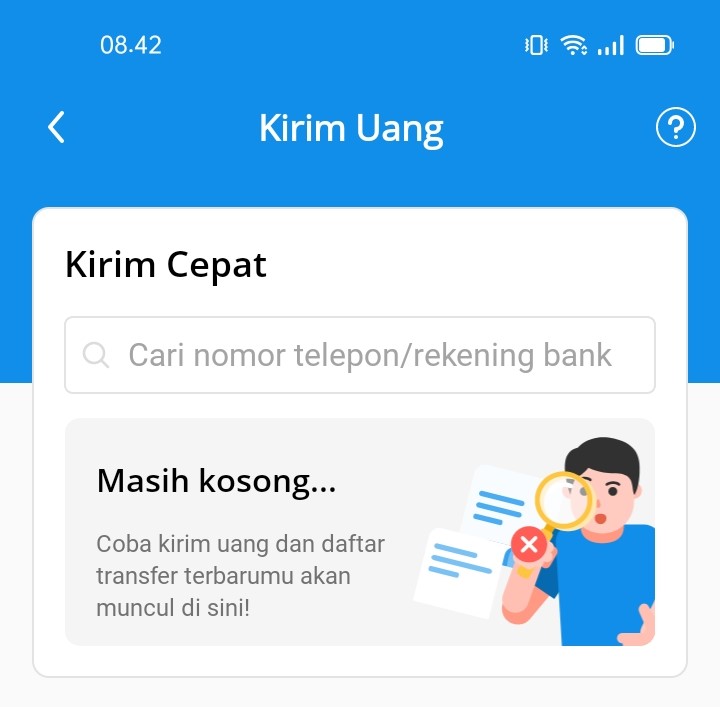 08.42
Kirim Uang
Kirim Cepat
Cari nomor telepon/rekening bank
Masih kosong...
Coba kirim uang dan daftar
transfer terbarumu akan
muncul di sini!